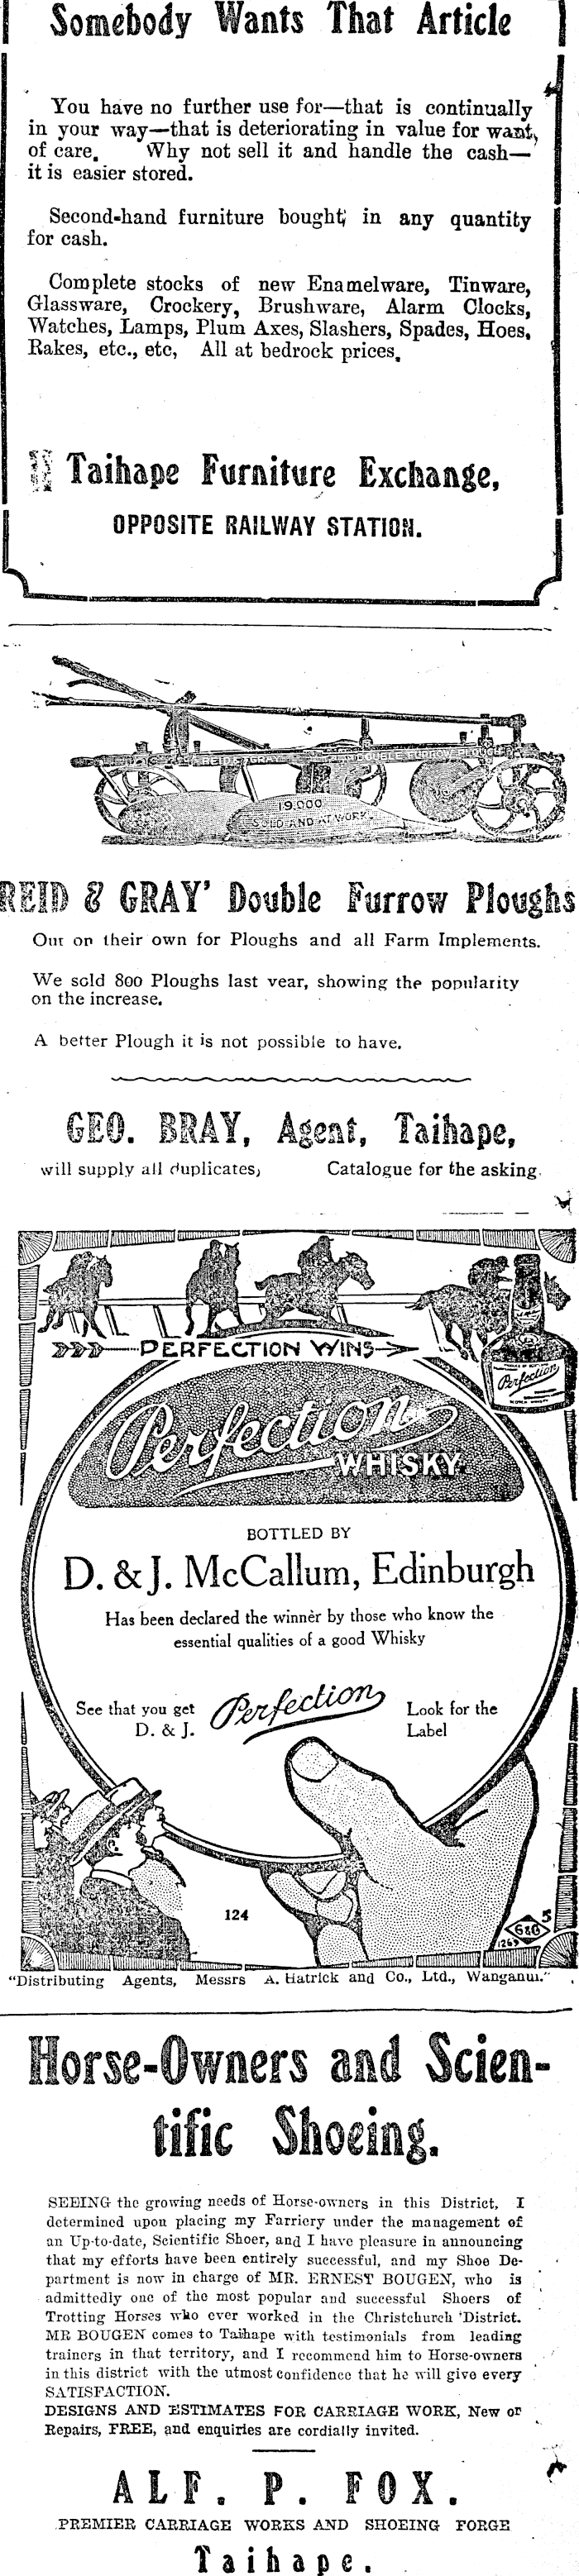 Somebody Wants That Article
You have no further use for—that is continually
in your way—that is deteriorating in value for want,
of care. Why not sell it and handle the cash—
it is easier stored.
Second-hand furniture bought; in any quantity
for cash.
Complete stocks of new Enamelware, Tinware,
Glassware, Crockery, Brushware, Alarm Clocks,
Watches, Lamps, Plum Axes, Slashers, Spades, Hoes,
Rakes, etc., etc, All at bedrock prices.
Taihape Furniture Exchange,
OPPOSITE RAILWAY STATION.
REID & GRAY
19,000
SOLD AND AT WORK
REID & GRAY' Double Furrow Ploughs
Out on their own for Ploughs and all Farm Implements.
We sold 800 Ploughs last year, showing the popularity
on the increase.
A better Plough it is not possible to have.
GEO. BRAY, Agent, Taihape,
will supply all duplicates, Catalogue for the asking.
PERFECTION WINS
Perfection
Perfection
WHISKY
BOTTLED BY
D. & J. McCallum, Edinburgh
Has been declared the winner by those who know the
essential qualities of a good Whisky
See that you get Perfection Look for the
D. & J. Label
124
G&G 5
1263
"Distributing Agents, Messrs A. Hatrick and Co., Ltd., Wanganui."
Horse-Owners and Scien-
tific Shoeing.
SEEING the growing needs of Horse-owners in this District, I
determined upon placing my Farriery under the management of
an Up-to-date, Scientific Shoer, and I have pleasure in announcing
that my efforts have been entirely successful, and my Shoe De-
partment is now in charge of MR. ERNEST BOUGEN, who is
admittedly one of the most popular and successful Shoers of
Trotting Horses who ever worked in the Christchurch District.
MR BOUGEN comes to Taihape with testimonials from leading
trainers in that territory, and I recommend him to Horse-owners
in this district with the utmost confidence that he will give every
SATISFACTION.
DESIGNS AND ESTIMATES FOR CARRIAGE WORK, New or
Repairs, FREE, and enquiries are cordially invited.
ALF. P. FOX.
PREMIER CARRIAGE WORKS AND SHOEING FORGE
Taihape.